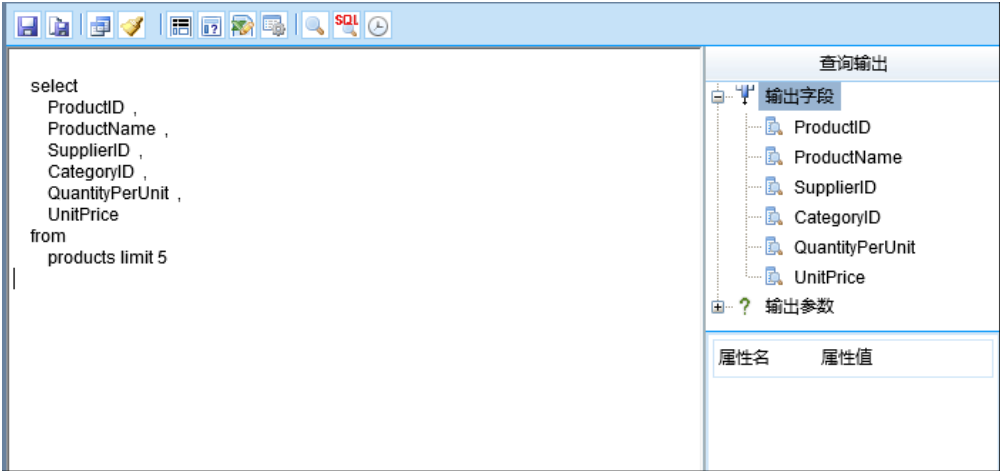 SQL
select
ProductID ,
ProductName ,
SupplierID ,
CategoryID ,
QuantityPerUnit ,
UnitPrice
from
products limit 5
查询输出
输出字段
ProductID
ProductName
SupplierID
CategoryID
QuantityPerUnit
UnitPrice
? 输出参数
属性名 属性值